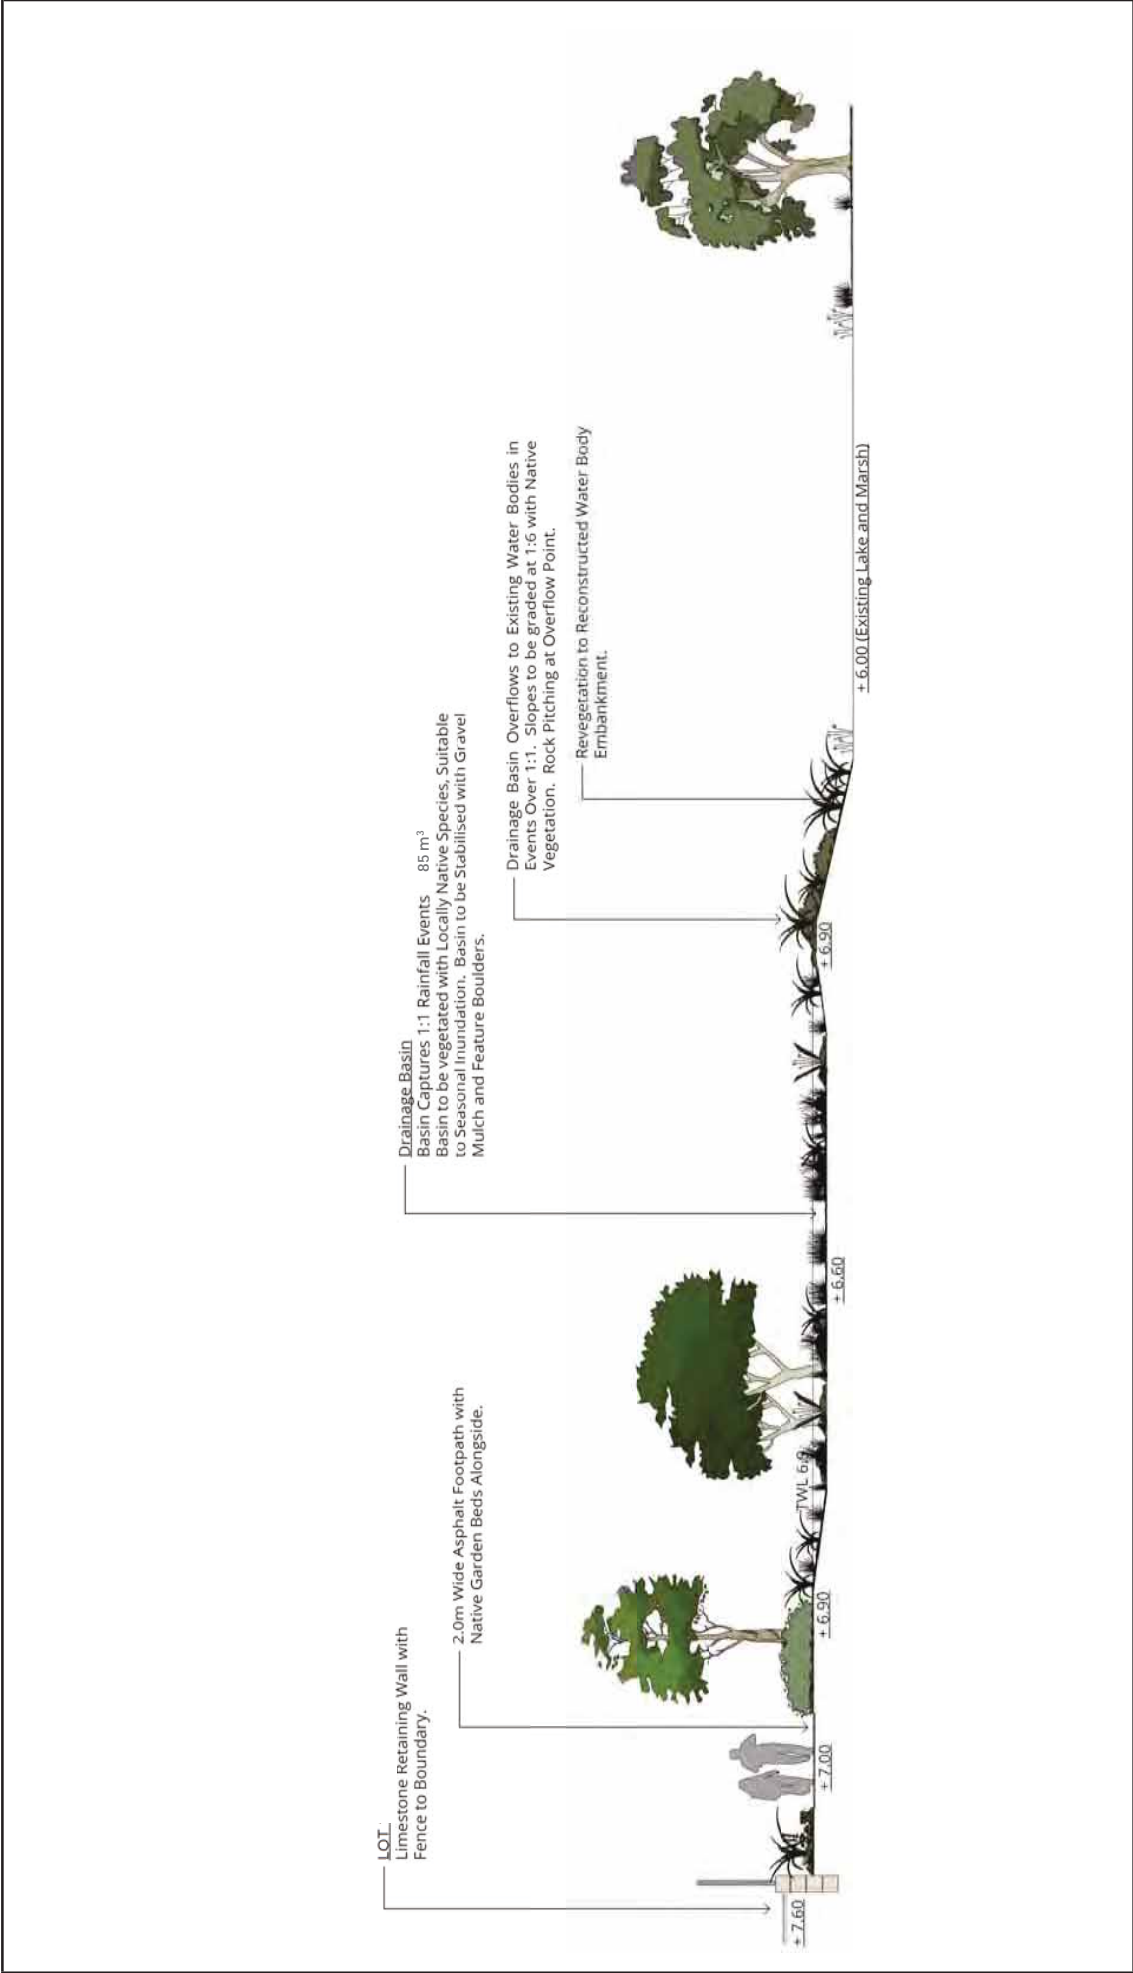 LOT
Limestone Retaining Wall with
Fence to Boundary.
2.0m Wide Asphalt Footpath with
Native Garden Beds Alongside.
Drainage Basin
Basin Captures 1:1 Rainfall Events 85 m³
Basin to be vegetated with Locally Native Species, Suitable
to Seasonal Inundation. Basin to be Stabilised with Gravel
Mulch and Feature Boulders.
Drainage Basin Overflows to Existing Water Bodies in
Events Over 1:1. Slopes to be graded at 1:6 with Native
Vegetation. Rock Pitching at Overflow Point.
Revegetation to Reconstructed Water Body
Embankment.
+ 7.60
+ 7.00
+ 6.90
TWL 6.9
+ 6.60
+ 6.90
+ 6.00 (Existing Lake and Marsh)